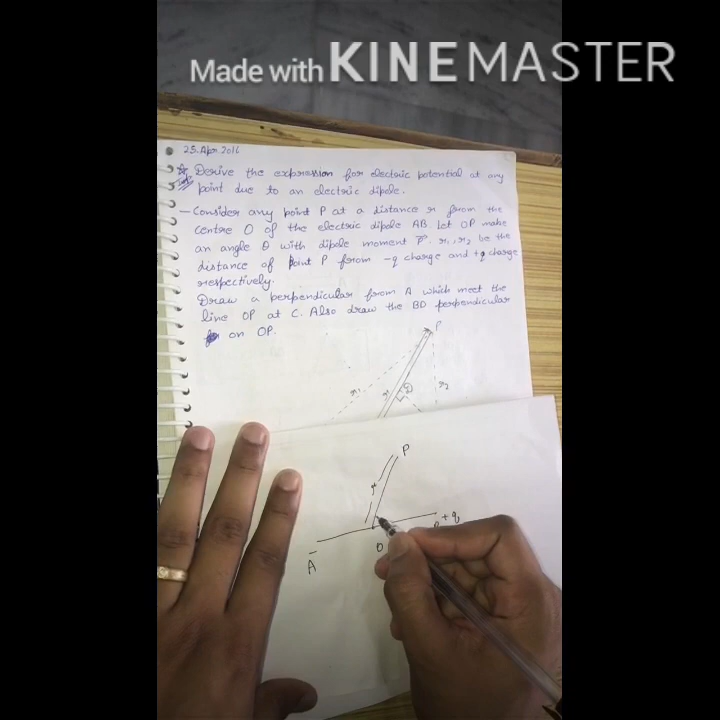 Made with KINEMASTER
25.Apr.2016
Derive the expression for electric potential at any
point due to an electric dipole.
– Consider any point P at a distance r from the
centre O of the electric dipole AB. Let OP make
an angle θ with dipole moment P⃗. r₁, r₂ be the
distance of point P from -q charge and +q charge
respectively.
Draw a perpendicular from A which meet the
line OP at C. Also draw the BD perpendicular
on OP.
P
r₁
r
D
r₂
P
r
+q
O
A